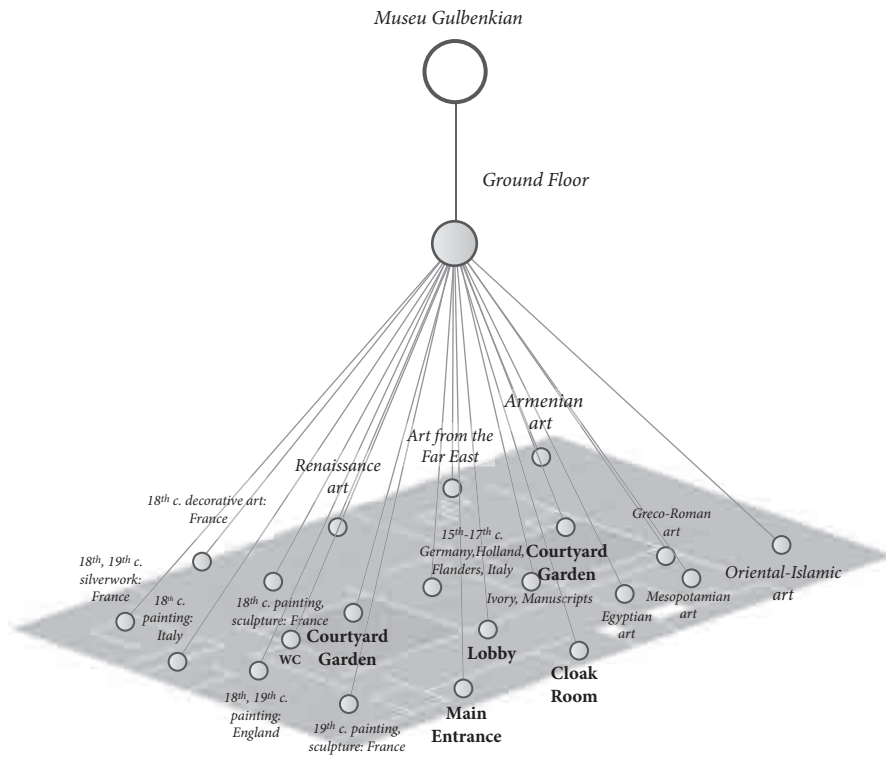 Museu Gulbenkian
Ground Floor
Armenian
art
Art from the
Far East
Renaissance
art
18th c. decorative art:
France
Greco-Roman
art
15th-17th c.
Germany,Holland,
Flanders, Italy
Courtyard
Garden
18th, 19th c.
silverwork:
France
Oriental-Islamic
art
18th c.
painting:
Italy
18th c. painting,
sculpture: France
Ivory, Manuscripts
Mesopotamian
art
Egyptian
art
WC
Courtyard
Garden
Lobby
Cloak
Room
18th, 19th c.
painting:
England
19th c. painting,
sculpture: France
Main
Entrance